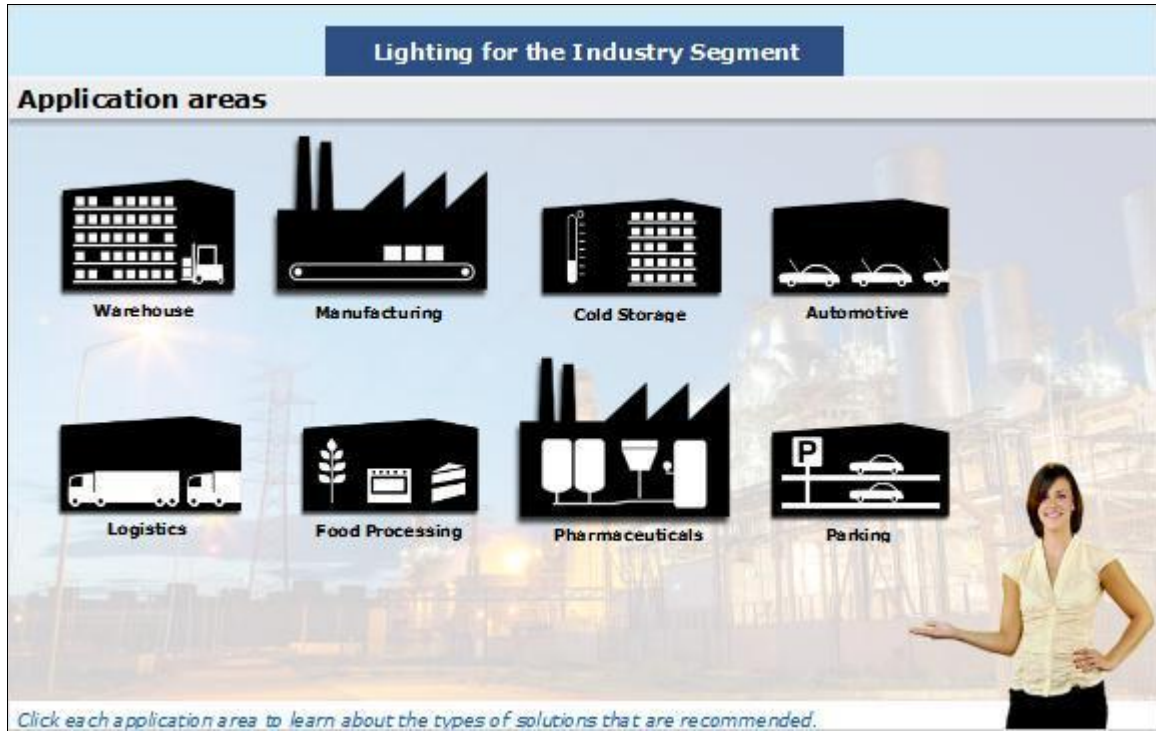 Lighting for the Industry Segment
Application areas
Warehouse
Manufacturing
Cold Storage
Automotive
P
Logistics
Food Processing
Pharmaceuticals
Parking
Click each application area to learn about the types of solutions that are recommended.